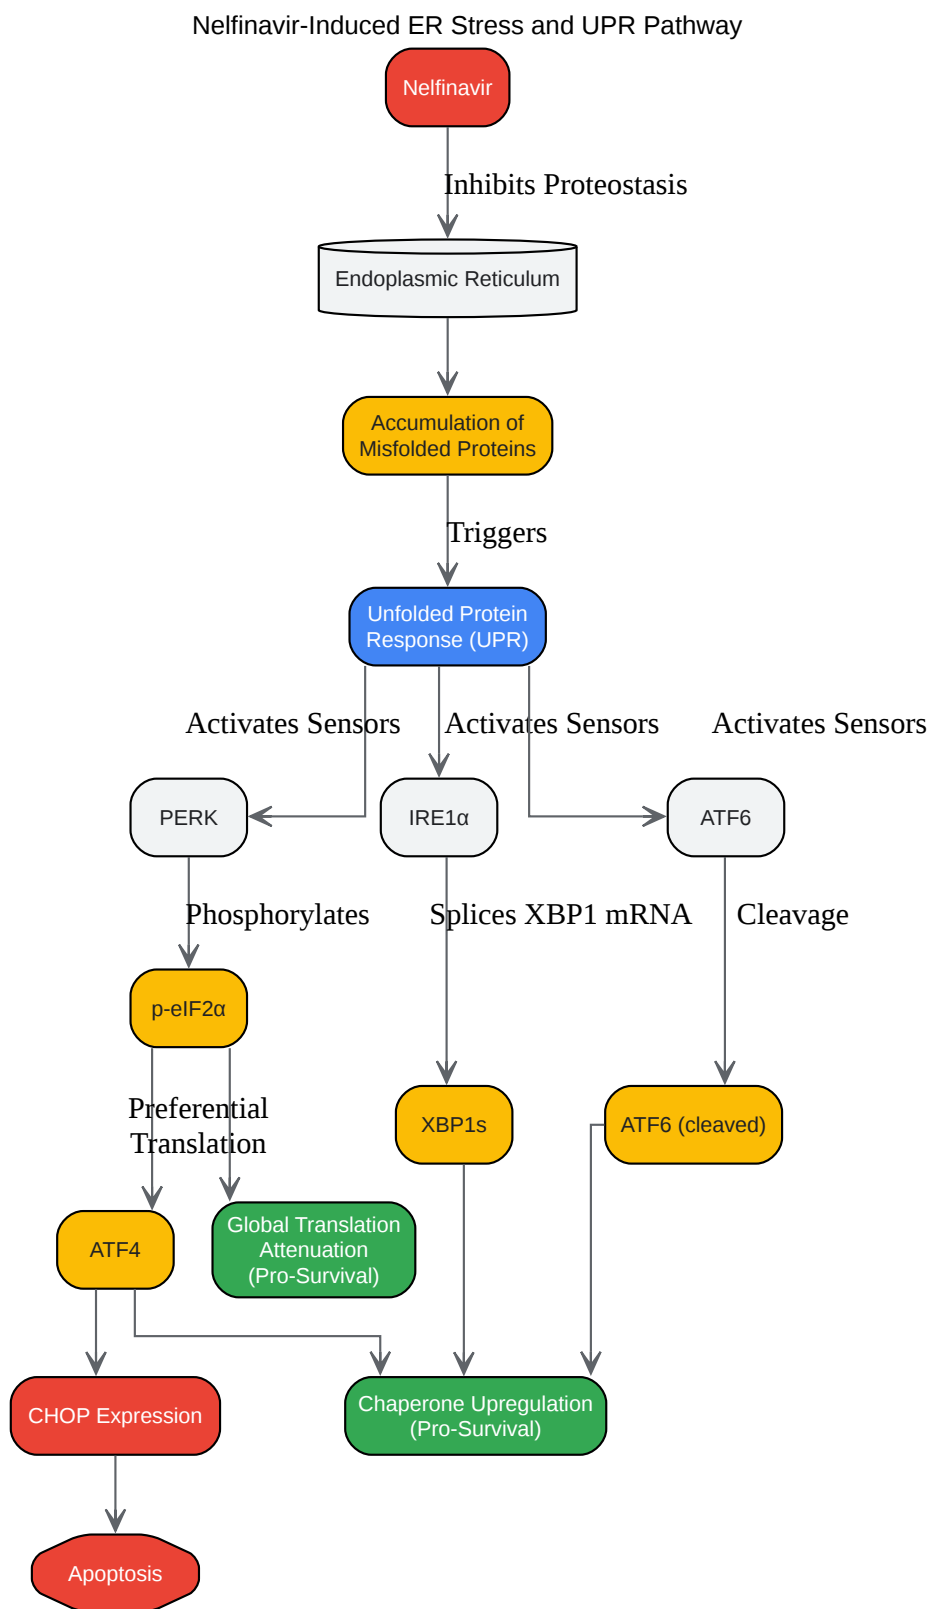 Nelfinavir-Induced ER Stress and UPR Pathway
Nelfinavir
Inhibits Proteostasis
Endoplasmic Reticulum
Accumulation of
Misfolded Proteins
Triggers
Unfolded Protein
Response (UPR)
Activates Sensors
Activates Sensors
Activates Sensors
PERK
IRE1α
ATF6
Phosphorylates
Splices XBP1 mRNA
Cleavage
p-eIF2α
Preferential
Translation
XBP1s
ATF6 (cleaved)
ATF4
Global Translation
Attenuation
(Pro-Survival)
CHOP Expression
Chaperone Upregulation
(Pro-Survival)
Apoptosis